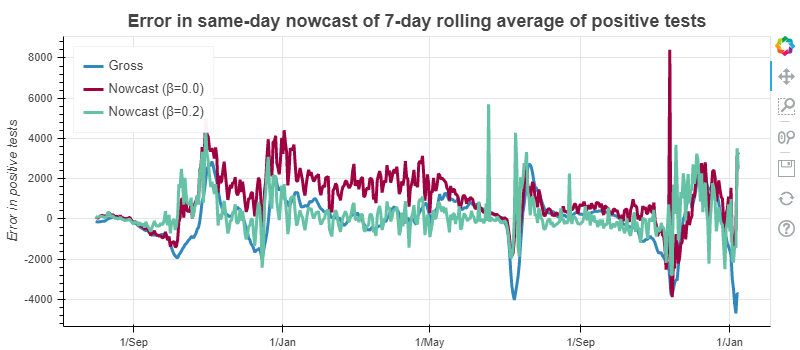 Error in same-day nowcast of 7-day rolling average of positive tests
Error in positive tests
8000
6000
4000
2000
0
-2000
-4000
Gross
Nowcast (β=0.0)
Nowcast (β=0.2)
1/Sep
1/Jan
1/May
1/Sep
1/Jan